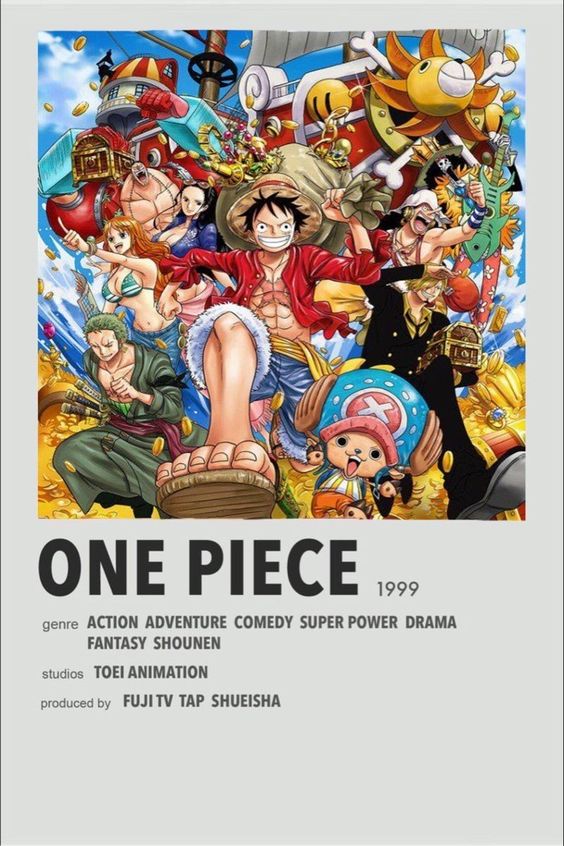 ONE PIECE 1999
genre ACTION ADVENTURE COMEDY SUPER POWER DRAMA
FANTASY SHOUNEN
studios TOEI ANIMATION
produced by FUJI TV TAP SHUEISHA